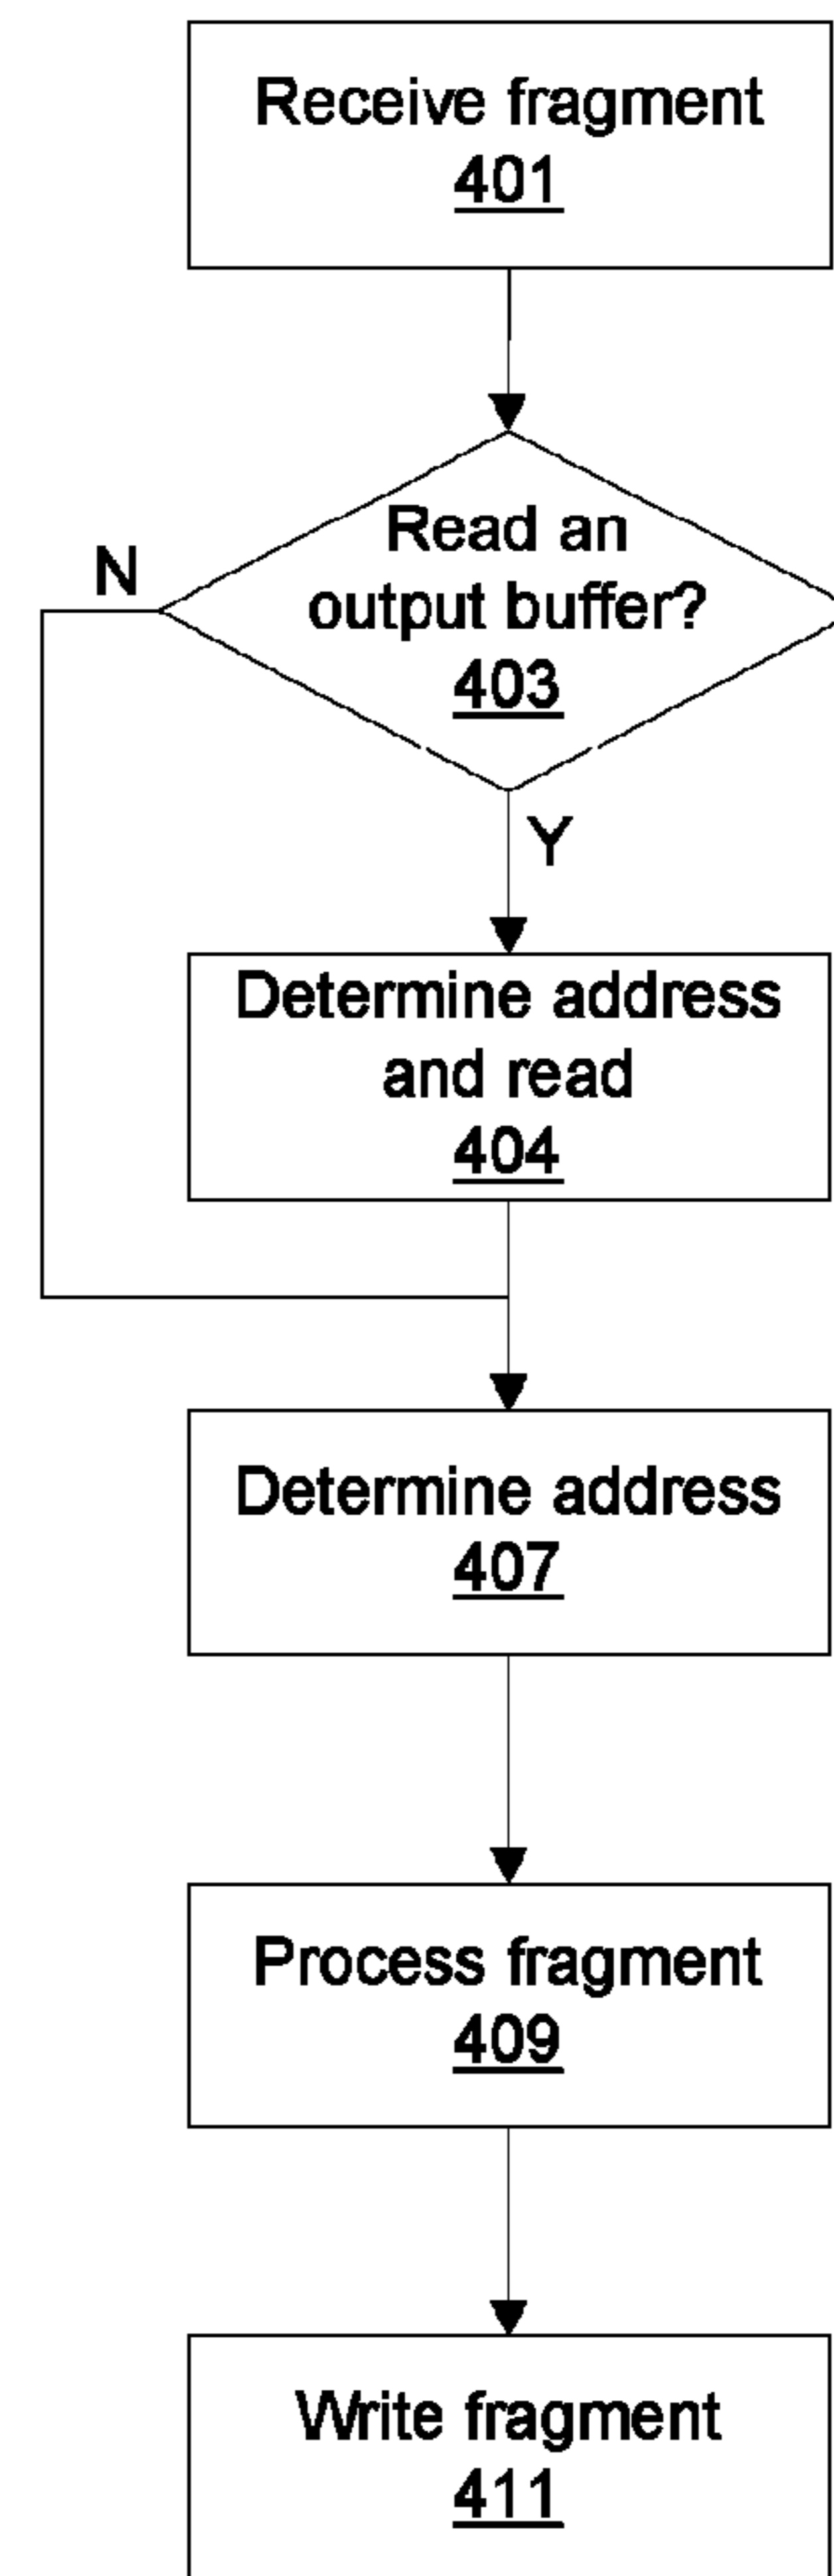 Receive fragment
401
Read an
output buffer?
403
N
Y
Determine address
and read
404
Determine address
407
Process fragment
409
Write fragment
411